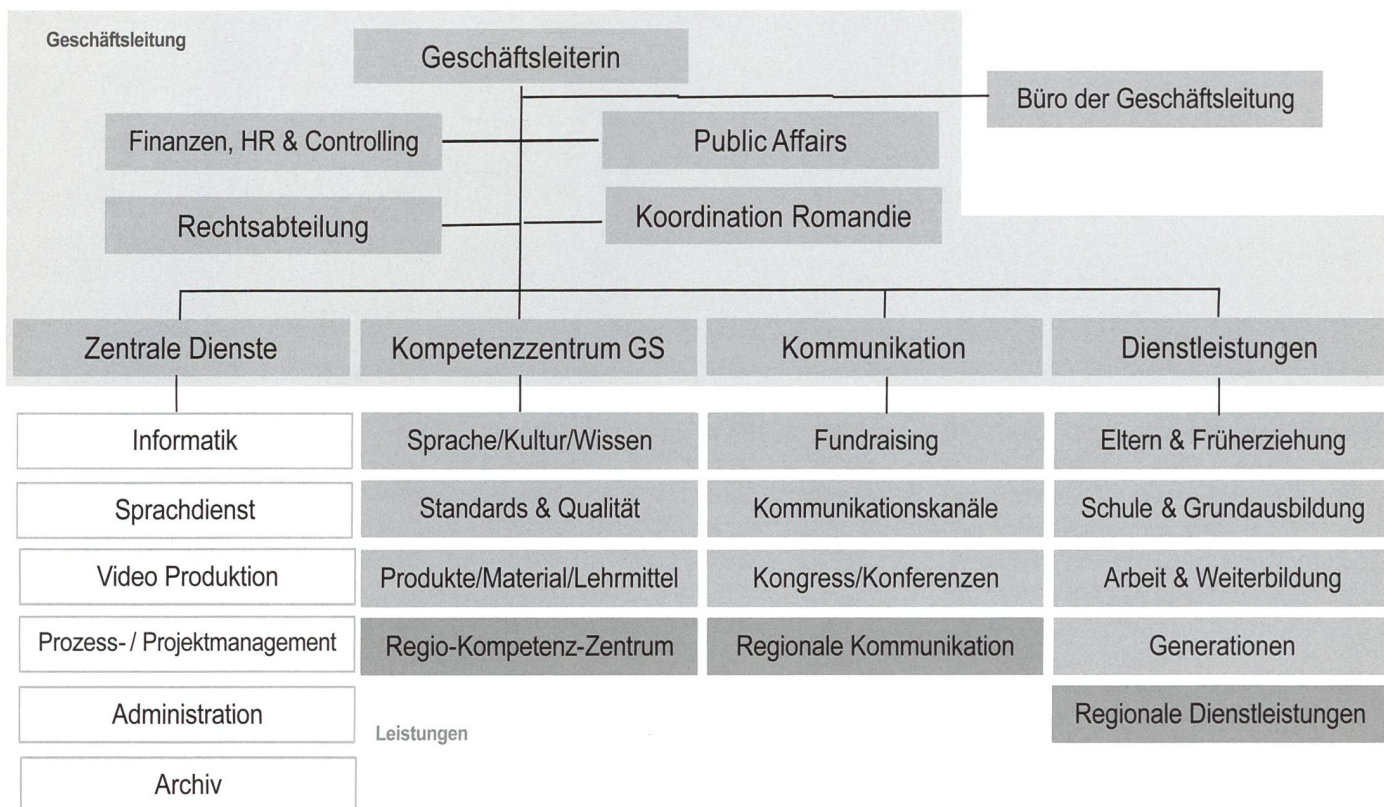 Geschäftsleitung
Geschäftsleiterin
Büro der Geschäftsleitung
Finanzen, HR & Controlling
Public Affairs
Rechtsabteilung
Koordination Romandie
Zentrale Dienste
Kompetenzzentrum GS
Kommunikation
Dienstleistungen
Informatik
Sprache/Kultur/Wissen
Fundraising
Eltern & Früherziehung
Sprachdienst
Standards & Qualität
Kommunikationskanäle
Schule & Grundausbildung
Video Produktion
Produkte/Material/Lehrmittel
Kongress/Konferenzen
Arbeit & Weiterbildung
Prozess- / Projektmanagement
Regio-Kompetenz-Zentrum
Regionale Kommunikation
Generationen
Administration
Leistungen
Regionale Dienstleistungen
Archiv